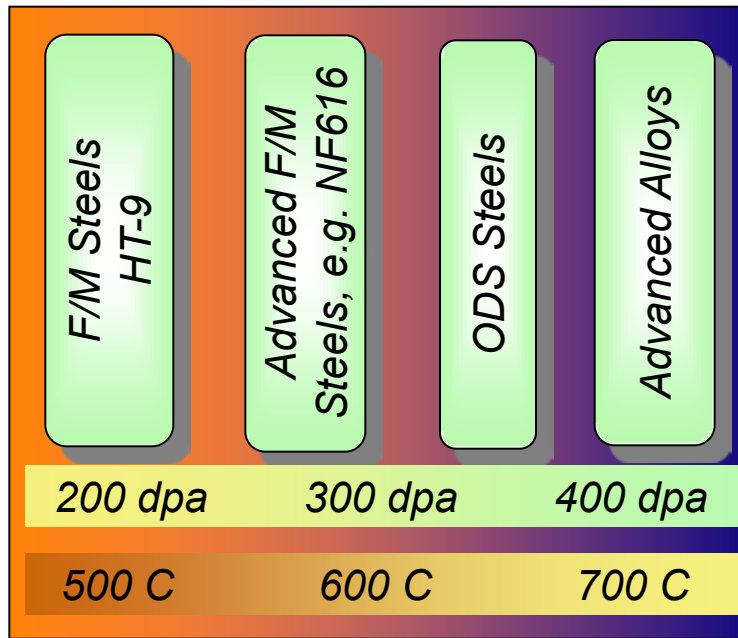 F/M Steels
HT-9
Advanced F/M
Steels, e.g. NF616
ODS Steels
Advanced Alloys
200 dpa 300 dpa 400 dpa
500 C 600 C 700 C